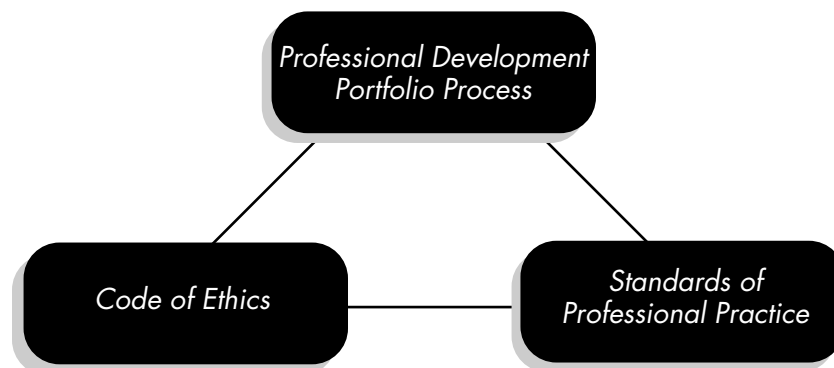 Professional Development
Portfolio Process
Code of Ethics
Standards of
Professional Practice